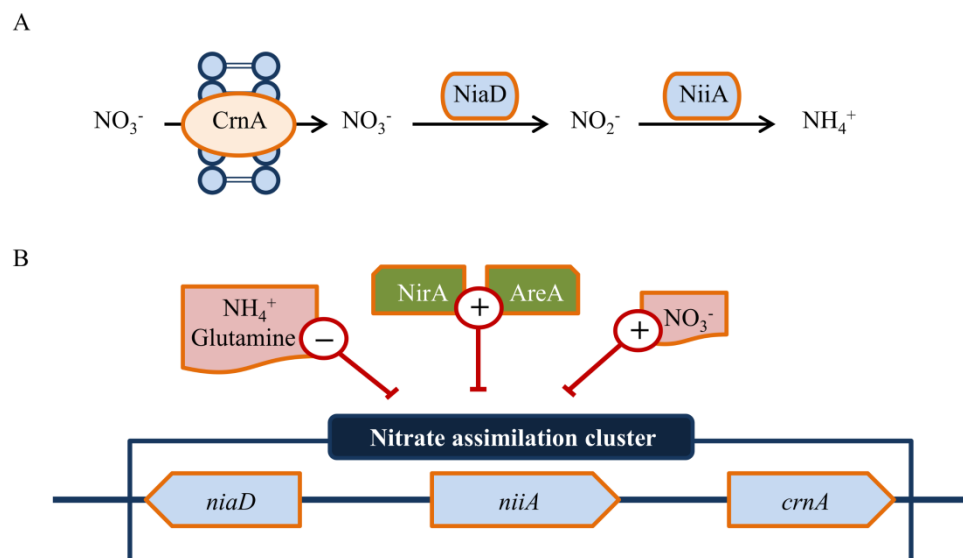 A
NO₃⁻ CrnA NO₃⁻ NiaD NO₂⁻ NiiA NH₄⁺
B
NH₄⁺
Glutamine
−
NirA + AreA
+ NO₃⁻
Nitrate assimilation cluster
niaD niiA crnA